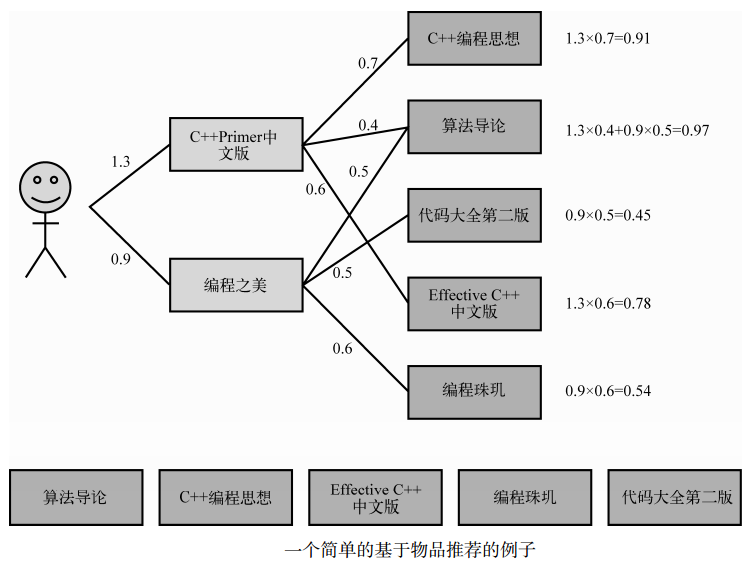 C++编程思想
1.3×0.7=0.91
0.7
C++Primer中
文版
0.4
算法导论
1.3×0.4+0.9×0.5=0.97
1.3
0.5
0.6
代码大全第二版
0.9×0.5=0.45
0.9
编程之美
0.5
Effective C++
中文版
1.3×0.6=0.78
0.6
编程珠玑
0.9×0.6=0.54
算法导论
C++编程思想
Effective C++
中文版
编程珠玑
代码大全第二版
一个简单的基于物品推荐的例子